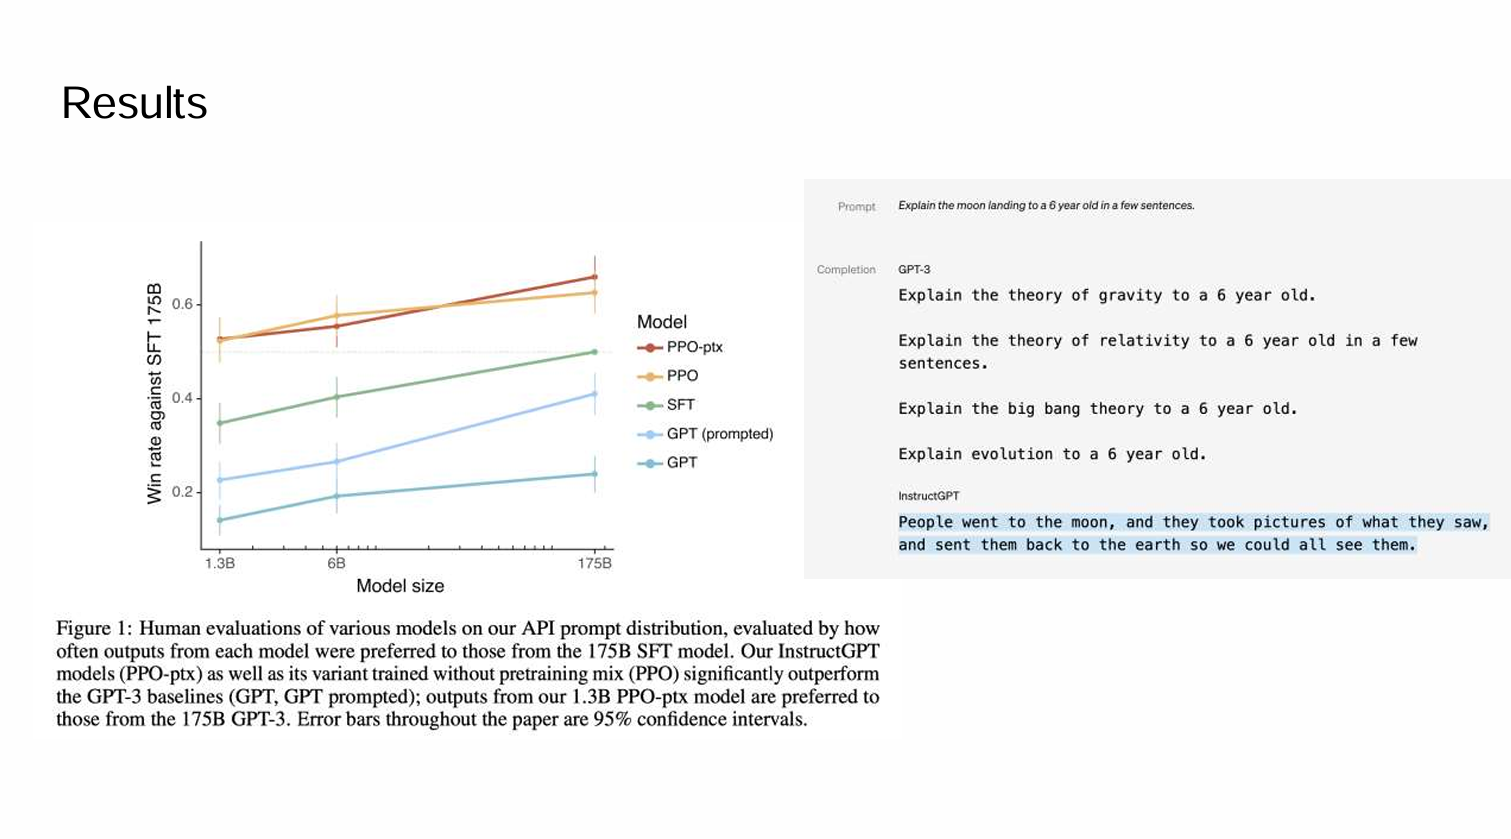 Results
Win rate against SFT 175B
0.6
0.4
0.2
1.3B
6B
175B
Model size
Model
PPO-ptx
PPO
SFT
GPT (prompted)
GPT
Figure 1: Human evaluations of various models on our API prompt distribution, evaluated by how
often outputs from each model were preferred to those from the 175B SFT model. Our InstructGPT
models (PPO-ptx) as well as its variant trained without pretraining mix (PPO) significantly outperform
the GPT-3 baselines (GPT, GPT prompted); outputs from our 1.3B PPO-ptx model are preferred to
those from the 175B GPT-3. Error bars throughout the paper are 95% confidence intervals.
Prompt
Explain the moon landing to a 6 year old in a few sentences.
Completion
GPT-3
Explain the theory of gravity to a 6 year old.
Explain the theory of relativity to a 6 year old in a few
sentences.
Explain the big bang theory to a 6 year old.
Explain evolution to a 6 year old.
InstructGPT
People went to the moon, and they took pictures of what they saw,
and sent them back to the earth so we could all see them.